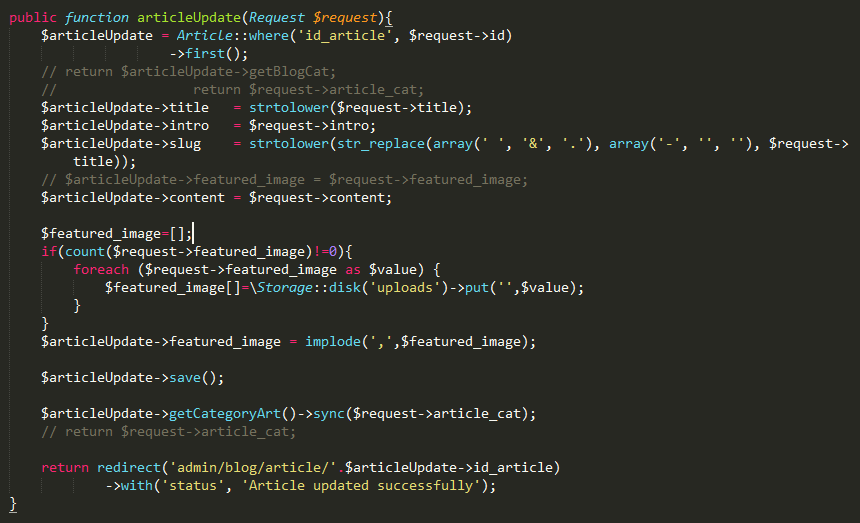 public function articleUpdate(Request $request){
    $articleUpdate = Article::where('id_article', $request->id)
                    ->first();
    // return $articleUpdate->getBlogCat;
    //                 return $request->article_cat;
    $articleUpdate->title   = strtolower($request->title);
    $articleUpdate->intro   = $request->intro;
    $articleUpdate->slug    = strtolower(str_replace(array(' ', '&', '.'), array('-', '', ''), $request->
        title));
    // $articleUpdate->featured_image = $request->featured_image;
    $articleUpdate->content = $request->content;

    $featured_image=[];
    if(count($request->featured_image)!=0){
        foreach ($request->featured_image as $value) {
            $featured_image[]=\Storage::disk('uploads')->put('',$value);
        }
    }
    $articleUpdate->featured_image = implode(',',$featured_image);

    $articleUpdate->save();

    $articleUpdate->getCategoryArt()->sync($request->article_cat);
    // return $request->article_cat;

    return redirect('admin/blog/article/'.$articleUpdate->id_article)
            ->with('status', 'Article updated successfully');
}